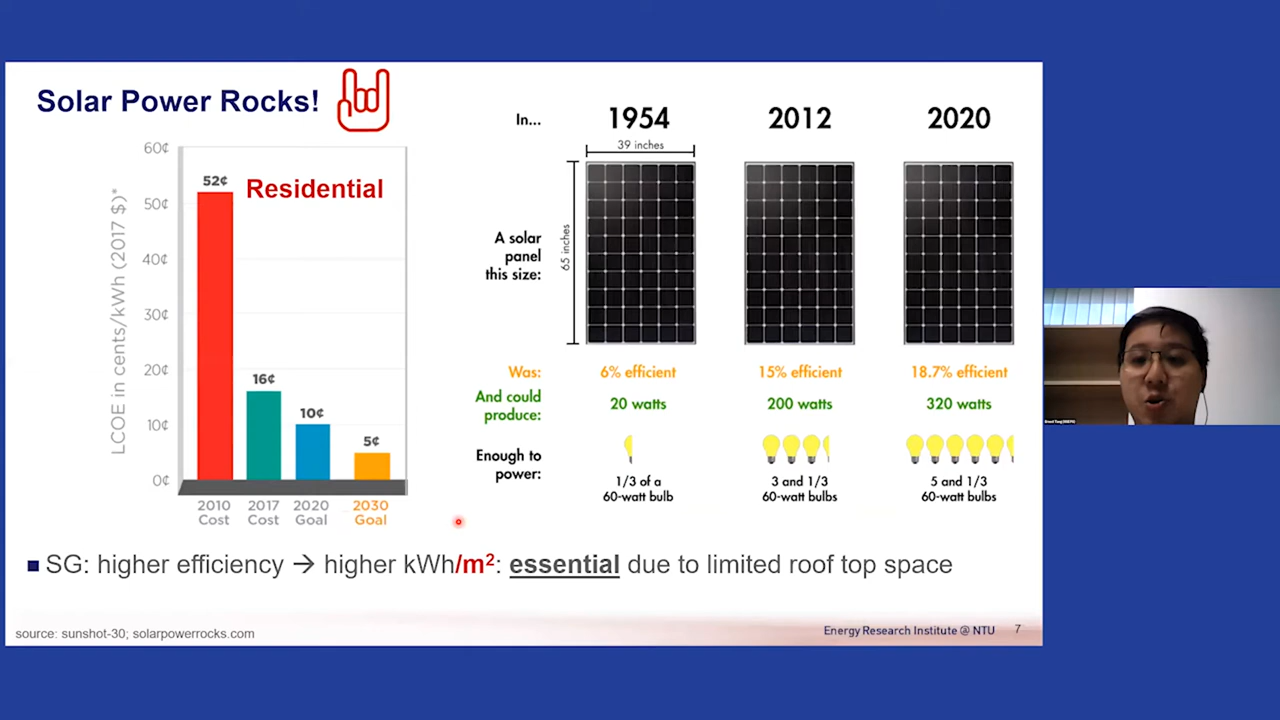 Solar Power Rocks!
60¢
50¢
40¢
30¢
20¢
10¢
0¢
LCOE in cents/kWh (2017 $)*
Residential
52¢
16¢
10¢
5¢
2010
Cost
2017
Cost
2020
Goal
2030
Goal
In...
1954
2012
2020
39 inches
65 inches
A solar
panel
this size:
Was:
6% efficient
15% efficient
18.7% efficient
And could
produce:
20 watts
200 watts
320 watts
Enough to
power:
1/3 of a
60-watt bulb
3 and 1/3
60-watt bulbs
5 and 1/3
60-watt bulbs
SG: higher efficiency → higher kWh/m²: essential due to limited roof top space
source: sunshot-30; solarpowerrocks.com
Energy Research Institute @ NTU
7